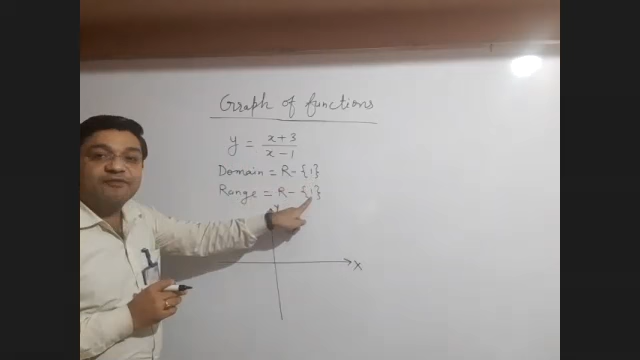 Graph of functions
y = x+3 / x-1
Domain = R-{1}
Range = R-{1}
Y
X